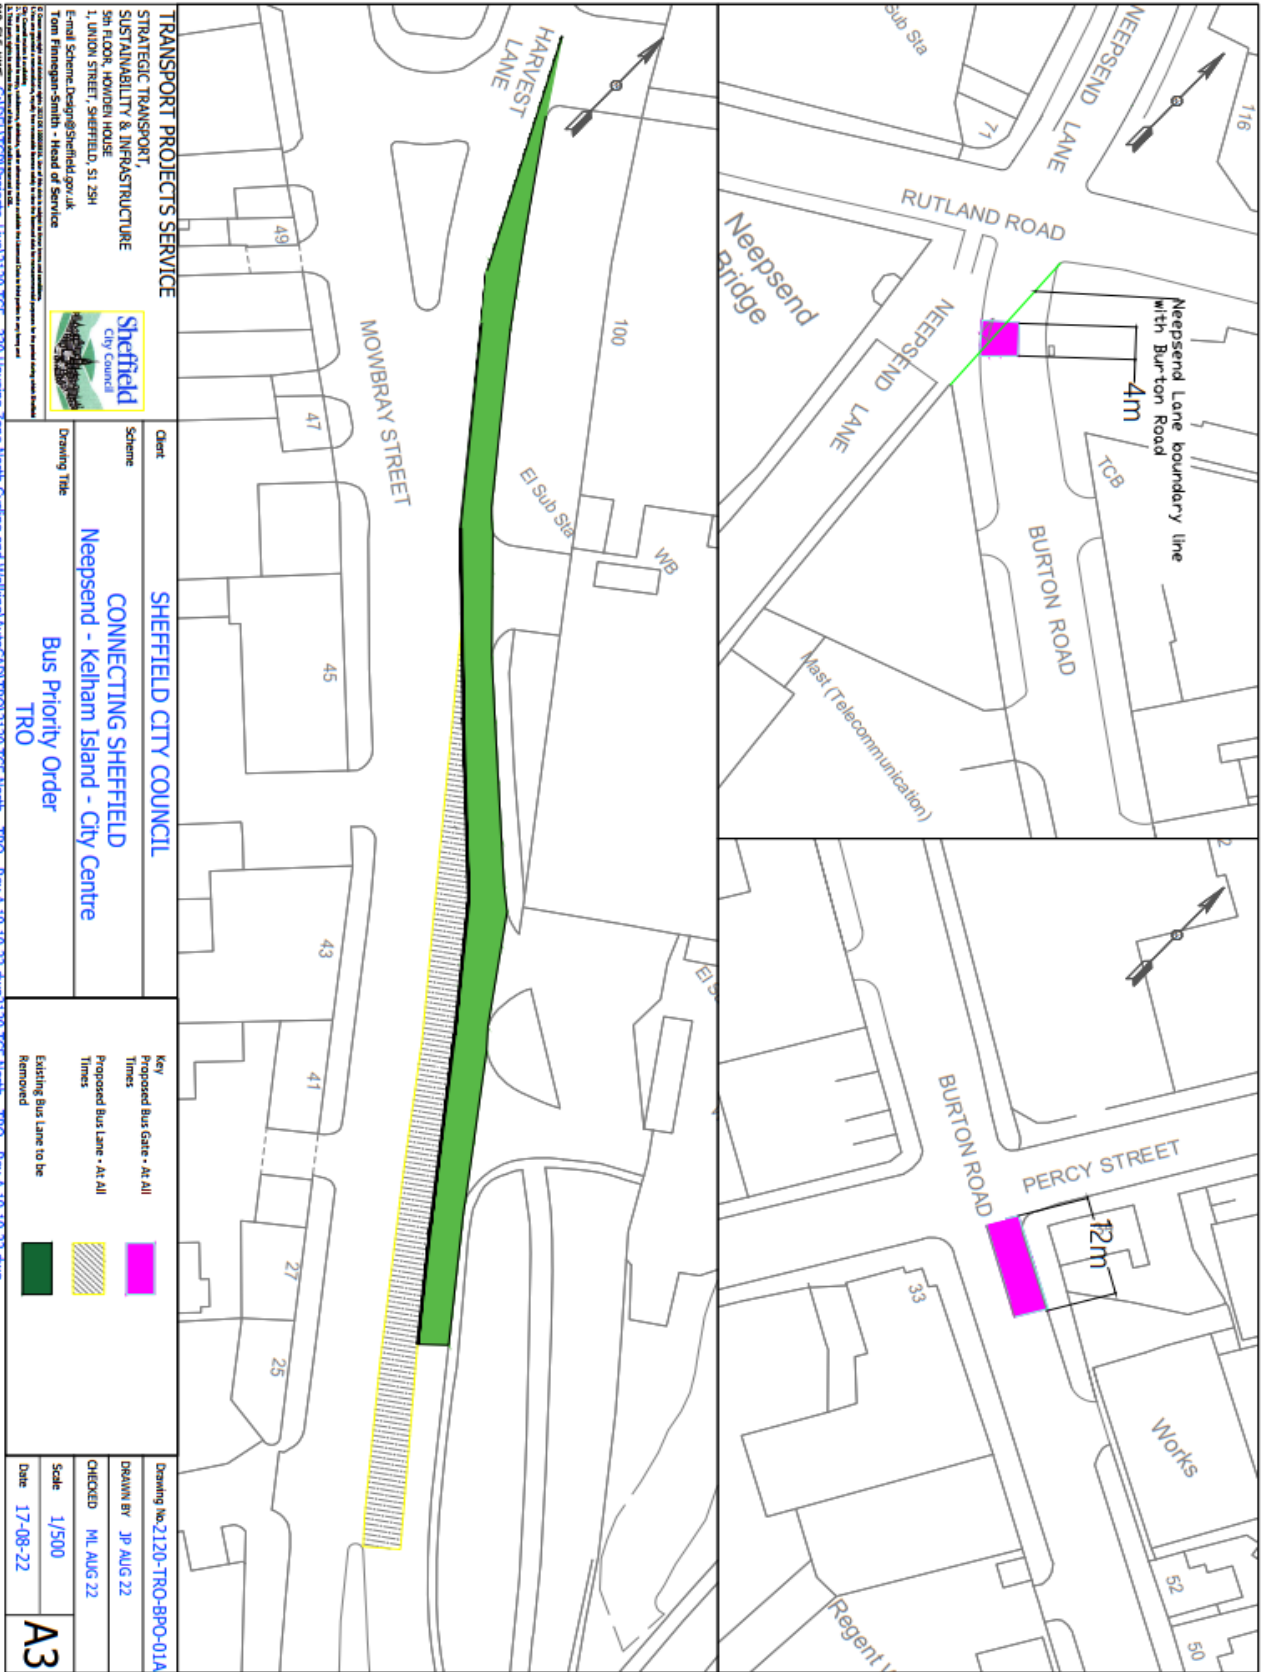 NEEPSEND LANE
116
Sub Sta
71
RUTLAND ROAD
Neepsend
Bridge
NEEPSEND LANE
Neepsend Lane boundary line
with Burton Road
4m
TCB
BURTON ROAD
Mast (Telecommunication)
BURTON ROAD
PERCY STREET
12m
33
Works
52
50
HARVEST
LANE
100
MOWBRAY STREET
El Sub Sta
WB
49
47
45
43
41
27
25
TRANSPORT PROJECTS SERVICE
STRATEGIC TRANSPORT,
SUSTAINABILITY & INFRASTRUCTURE
5th FLOOR, HOWDEN HOUSE
1, UNION STREET, SHEFFIELD, S1 2SH
E-mail Scheme.Design@Sheffield.gov.uk
Tom Finnegan-Smith - Head of Service
Sheffield
City Council
Client
SHEFFIELD CITY COUNCIL
Scheme
CONNECTING SHEFFIELD
Neepsend - Kelham Island - City Centre
Drawing Title
Bus Priority Order
TRO
Key
Proposed Bus Gate - At All
Times
Proposed Bus Lane - At All
Times
Existing Bus Lane to be
Removed
Drawing No. 2120-TRO-BPO-01A
DRAWN BY JP AUG 22
CHECKED ML AUG 22
Scale 1/500
Date 17-08-22
A3